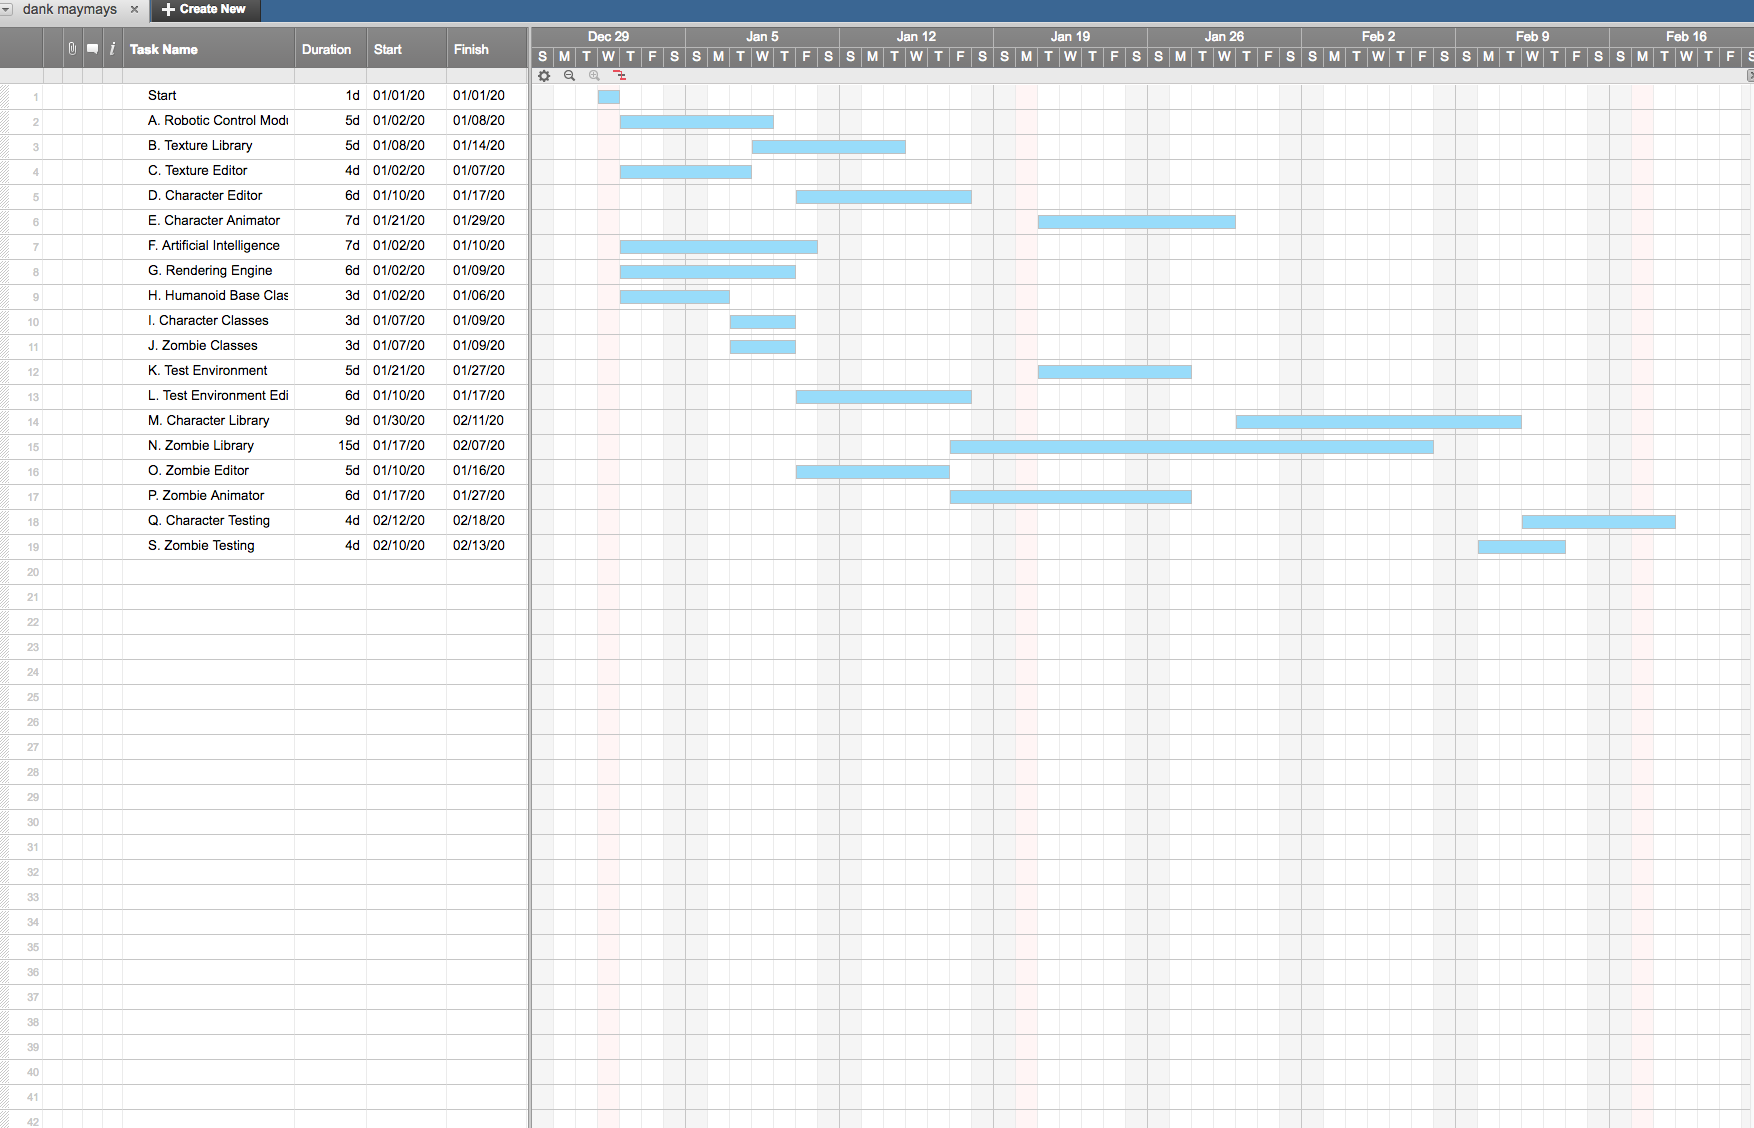 dank maymays × + Create New
Task Name Duration Start Finish
Dec 29 Jan 5 Jan 12 Jan 19 Jan 26 Feb 2 Feb 9 Feb 16
S M T W T F S S M T W T F S S M T W T F S S M T W T F S S M T W T F S S M T W T F S S M T W T F S S M T W T F S
1 Start 1d 01/01/20 01/01/20
2 A. Robotic Control Modu 5d 01/02/20 01/08/20
3 B. Texture Library 5d 01/08/20 01/14/20
4 C. Texture Editor 4d 01/02/20 01/07/20
5 D. Character Editor 6d 01/10/20 01/17/20
6 E. Character Animator 7d 01/21/20 01/29/20
7 F. Artificial Intelligence 7d 01/02/20 01/10/20
8 G. Rendering Engine 6d 01/02/20 01/09/20
9 H. Humanoid Base Clas 3d 01/02/20 01/06/20
10 I. Character Classes 3d 01/07/20 01/09/20
11 J. Zombie Classes 3d 01/07/20 01/09/20
12 K. Test Environment 5d 01/21/20 01/27/20
13 L. Test Environment Edi 6d 01/10/20 01/17/20
14 M. Character Library 9d 01/30/20 02/11/20
15 N. Zombie Library 15d 01/17/20 02/07/20
16 O. Zombie Editor 5d 01/10/20 01/16/20
17 P. Zombie Animator 6d 01/17/20 01/27/20
18 Q. Character Testing 4d 02/12/20 02/18/20
19 S. Zombie Testing 4d 02/10/20 02/13/20
20
21
22
23
24
25
26
27
28
29
30
31
32
33
34
35
36
37
38
39
40
41
42